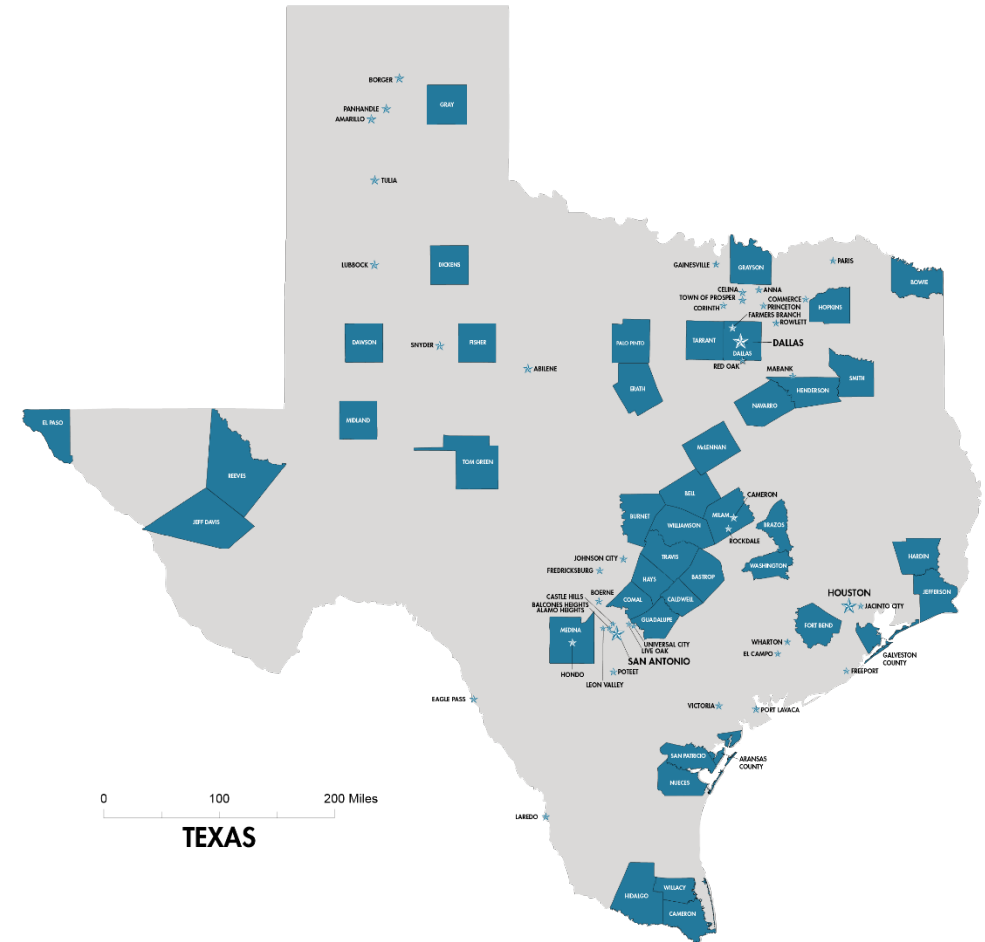 BORGER
GRAY
PANHANDLE
AMARILLO
TULIA
LUBBOCK
DICKENS
GAINESVILLE
GRAYSON
PARIS
BOWIE
CELINA
ANNA
TOWN OF PROSPER
COMMERCE
CORINTH
PRINCETON
HOPKINS
FARMERS BRANCH
ROWLETT
DAWSON
SNYDER
FISHER
PALO PINTO
TARRANT
DALLAS
DALLAS
RED OAK
ABILENE
MABANK
SMITH
ERATH
HENDERSON
NAVARRO
MIDLAND
EL PASO
McLENNAN
TOM GREEN
REEVES
BELL
CAMERON
JEFF DAVIS
BURNET
MILAM
WILLIAMSON
BRAZOS
ROCKDALE
JOHNSON CITY
TRAVIS
HARDIN
FREDRICKSBURG
WASHINGTON
HAYS
BASTROP
BOERNE
COMAL
CALDWELL
HOUSTON
JEFFERSON
CASTLE HILLS
BALCONES HEIGHTS
ALAMO HEIGHTS
JACINTO CITY
GUADALUPE
FORT BEND
MEDINA
UNIVERSAL CITY
LIVE OAK
WHARTON
SAN ANTONIO
EL CAMPO
GALVESTON
COUNTY
HONDO
POTEET
FREEPORT
LEON VALLEY
EAGLE PASS
VICTORIA
PORT LAVACA
SAN PATRICIO
ARANSAS
COUNTY
NUECES
0 100 200 Miles
TEXAS
LAREDO
HIDALGO
WILLACY
CAMERON